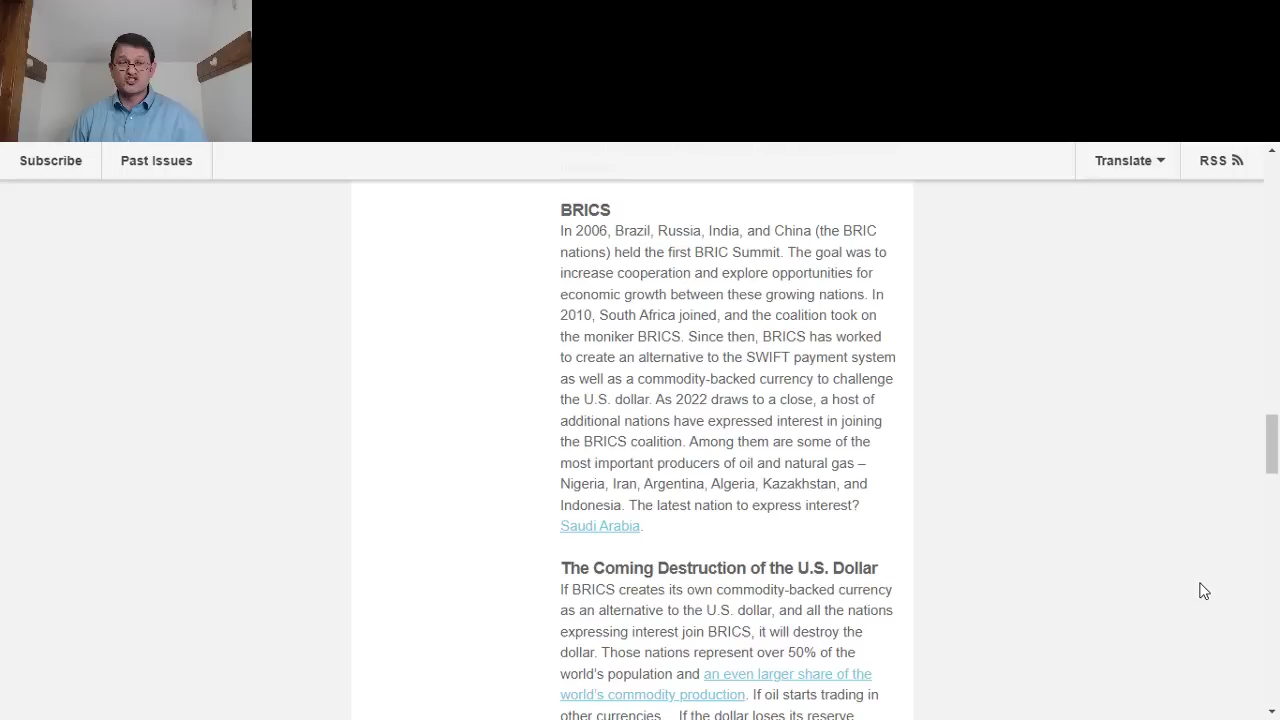 Subscribe
Past Issues
Translate
RSS
BRICS
In 2006, Brazil, Russia, India, and China (the BRIC
nations) held the first BRIC Summit. The goal was to
increase cooperation and explore opportunities for
economic growth between these growing nations. In
2010, South Africa joined, and the coalition took on
the moniker BRICS. Since then, BRICS has worked
to create an alternative to the SWIFT payment system
as well as a commodity-backed currency to challenge
the U.S. dollar. As 2022 draws to a close, a host of
additional nations have expressed interest in joining
the BRICS coalition. Among them are some of the
most important producers of oil and natural gas –
Nigeria, Iran, Argentina, Algeria, Kazakhstan, and
Indonesia. The latest nation to express interest?
Saudi Arabia.
The Coming Destruction of the U.S. Dollar
If BRICS creates its own commodity-backed currency
as an alternative to the U.S. dollar, and all the nations
expressing interest join BRICS, it will destroy the
dollar. Those nations represent over 50% of the
world's population and an even larger share of the
world's commodity production. If oil starts trading in
other currencies... If the dollar loses its reserve